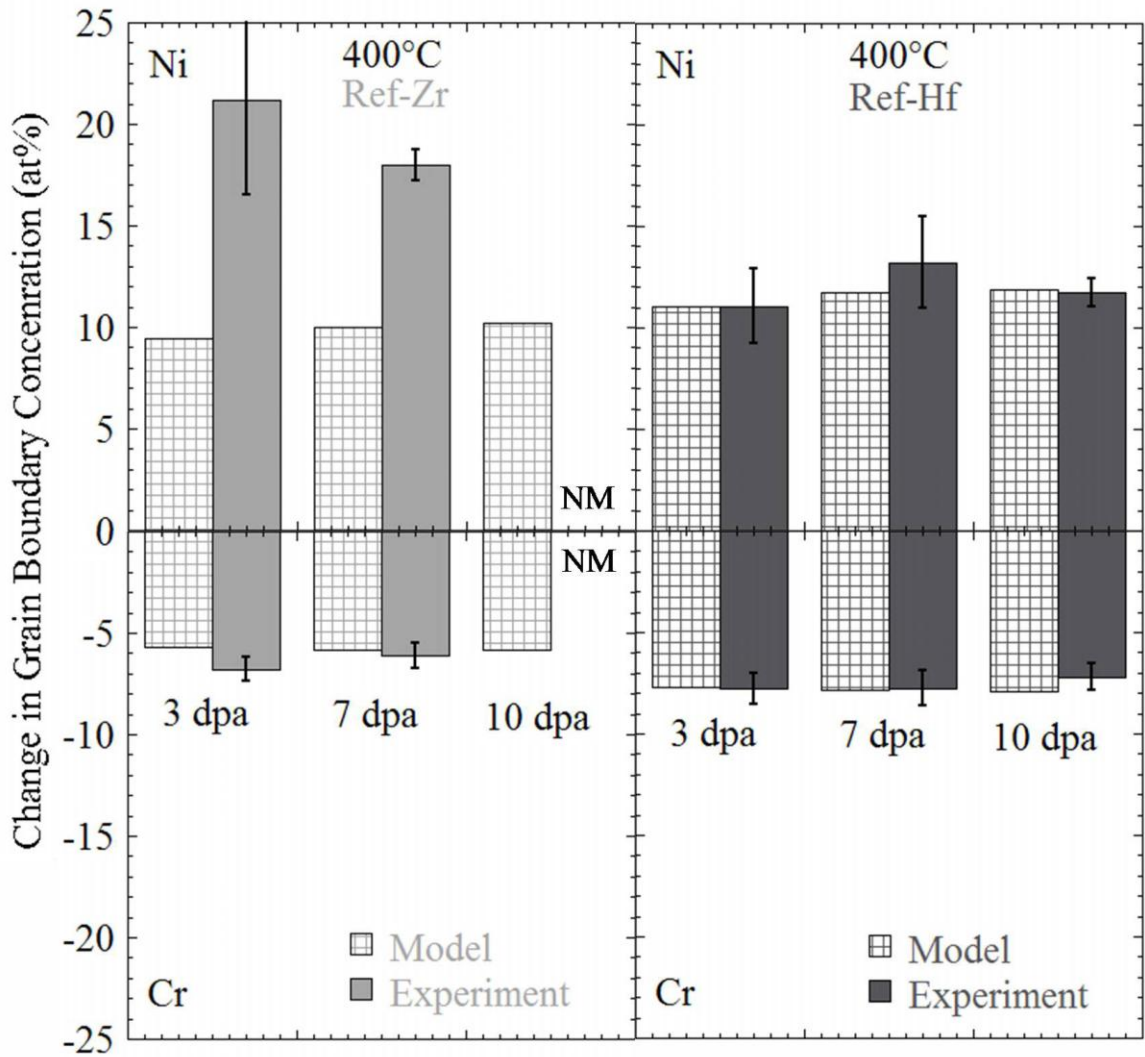 Change in Grain Boundary Concenration (at%)
25
20
15
10
5
0
-5
-10
-15
-20
-25
Ni
400°C
Ref-Zr
NM
NM
3 dpa
7 dpa
10 dpa
Model
Experiment
Cr
Ni
400°C
Ref-Hf
3 dpa
7 dpa
10 dpa
Model
Experiment
Cr